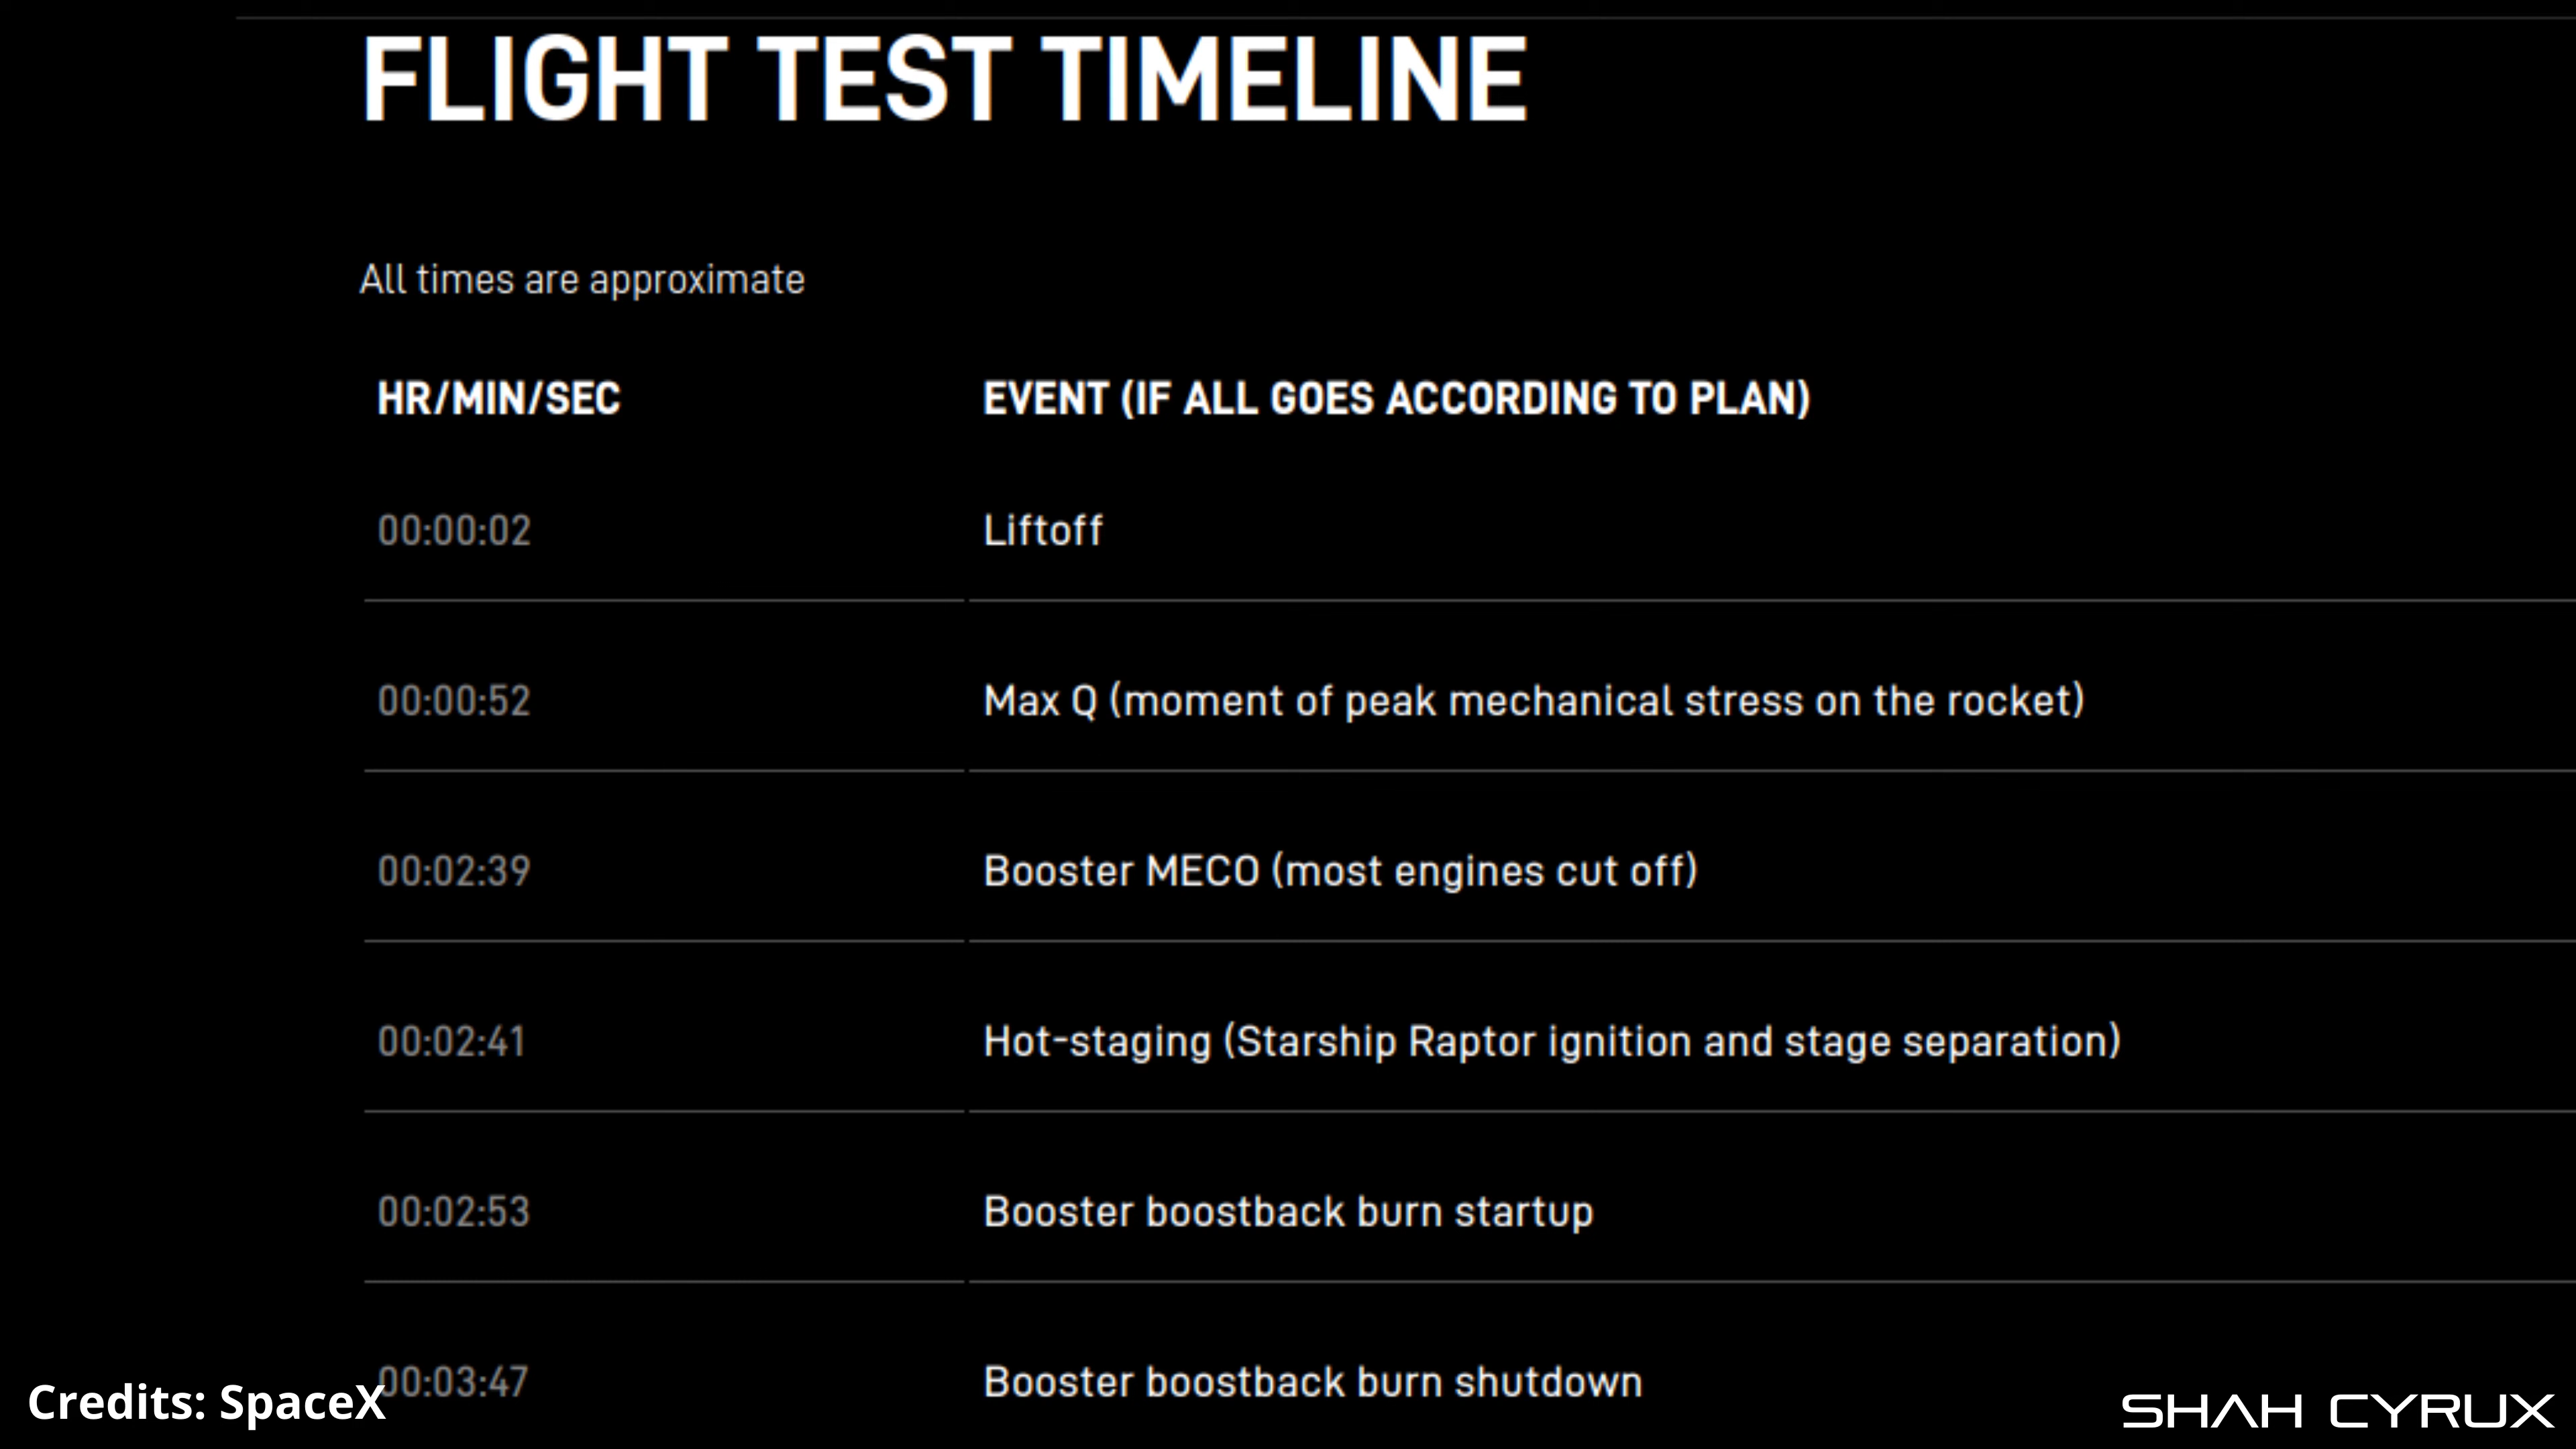 FLIGHT TEST TIMELINE
All times are approximate
HR/MIN/SEC EVENT (IF ALL GOES ACCORDING TO PLAN)
00:00:02 Liftoff
00:00:52 Max Q (moment of peak mechanical stress on the rocket)
00:02:39 Booster MECO (most engines cut off)
00:02:41 Hot-staging (Starship Raptor ignition and stage separation)
00:02:53 Booster boostback burn startup
00:03:47 Booster boostback burn shutdown
Credits: SpaceX
SHAH CYRUX